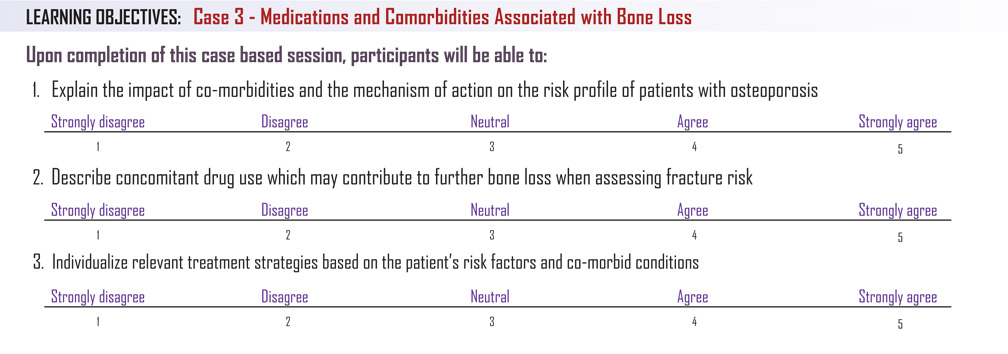 LEARNING OBJECTIVES: Case 3 - Medications and Comorbidities Associated with Bone Loss
Upon completion of this case based session, participants will be able to:
1. Explain the impact of co-morbidities and the mechanism of action on the risk profile of patients with osteoporosis
Strongly disagree Disagree Neutral Agree Strongly agree
1 2 3 4 5
2. Describe concomitant drug use which may contribute to further bone loss when assessing fracture risk
Strongly disagree Disagree Neutral Agree Strongly agree
1 2 3 4 5
3. Individualize relevant treatment strategies based on the patient's risk factors and co-morbid conditions
Strongly disagree Disagree Neutral Agree Strongly agree
1 2 3 4 5